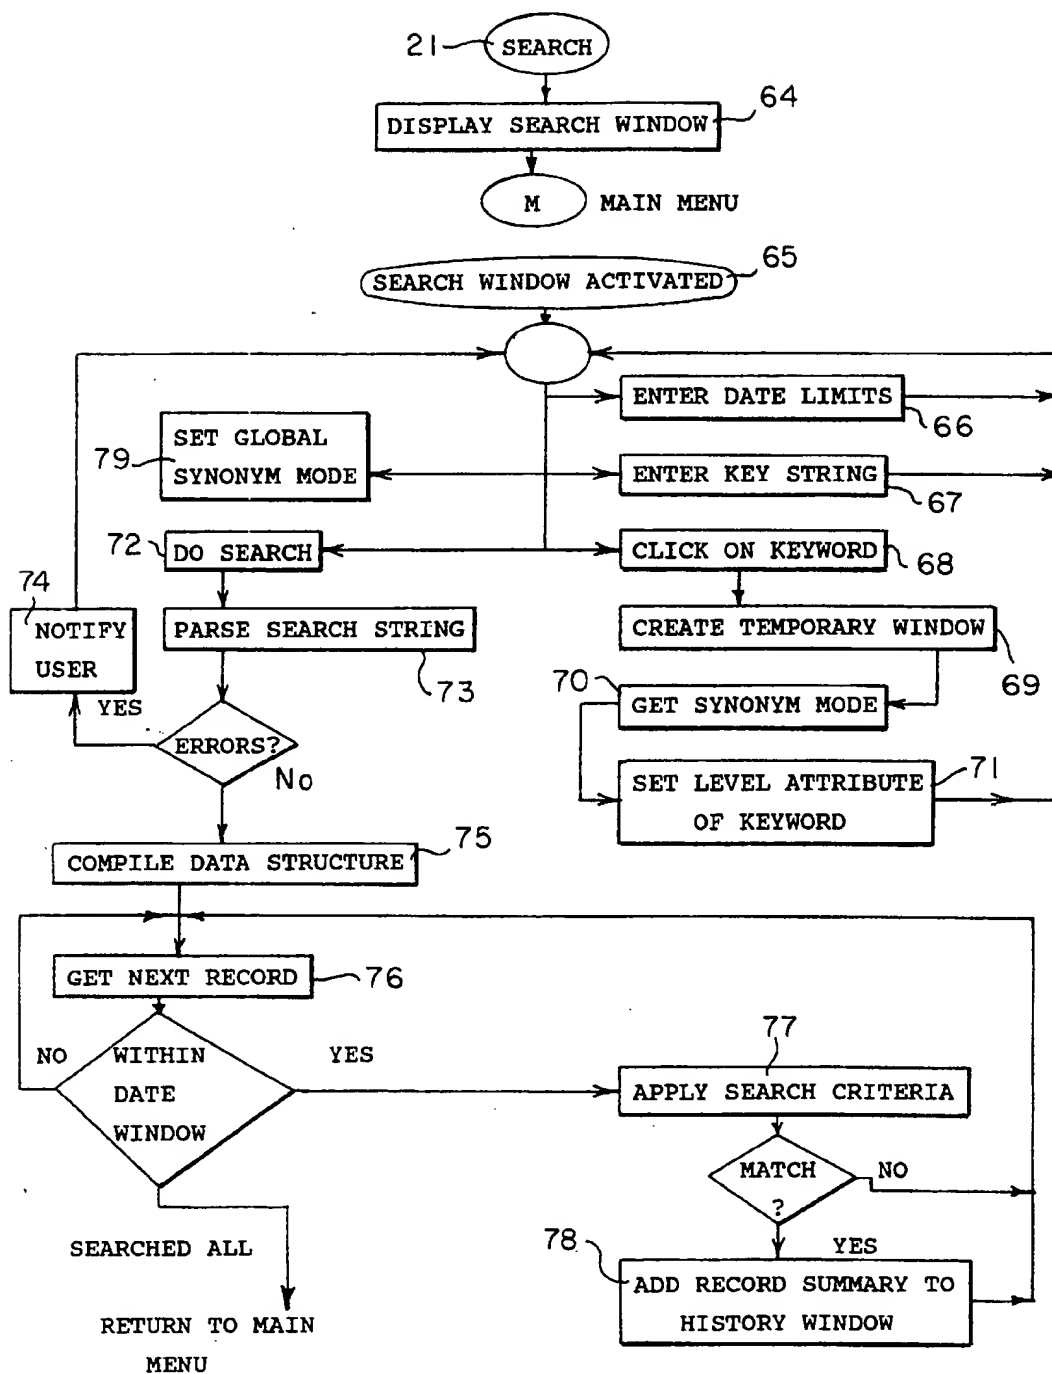 21
SEARCH
64
DISPLAY SEARCH WINDOW
M
MAIN MENU
65
SEARCH WINDOW ACTIVATED
ENTER DATE LIMITS
66
79
SET GLOBAL
SYNONYM MODE
ENTER KEY STRING
67
72
DO SEARCH
CLICK ON KEYWORD
68
74
NOTIFY
USER
YES
PARSE SEARCH STRING
73
CREATE TEMPORARY WINDOW
69
70
GET SYNONYM MODE
ERRORS?
No
71
SET LEVEL ATTRIBUTE
OF KEYWORD
75
COMPILE DATA STRUCTURE
GET NEXT RECORD
76
NO
WITHIN
DATE
WINDOW
YES
77
APPLY SEARCH CRITERIA
MATCH
?
NO
YES
78
ADD RECORD SUMMARY TO
HISTORY WINDOW
SEARCHED ALL
RETURN TO MAIN
MENU